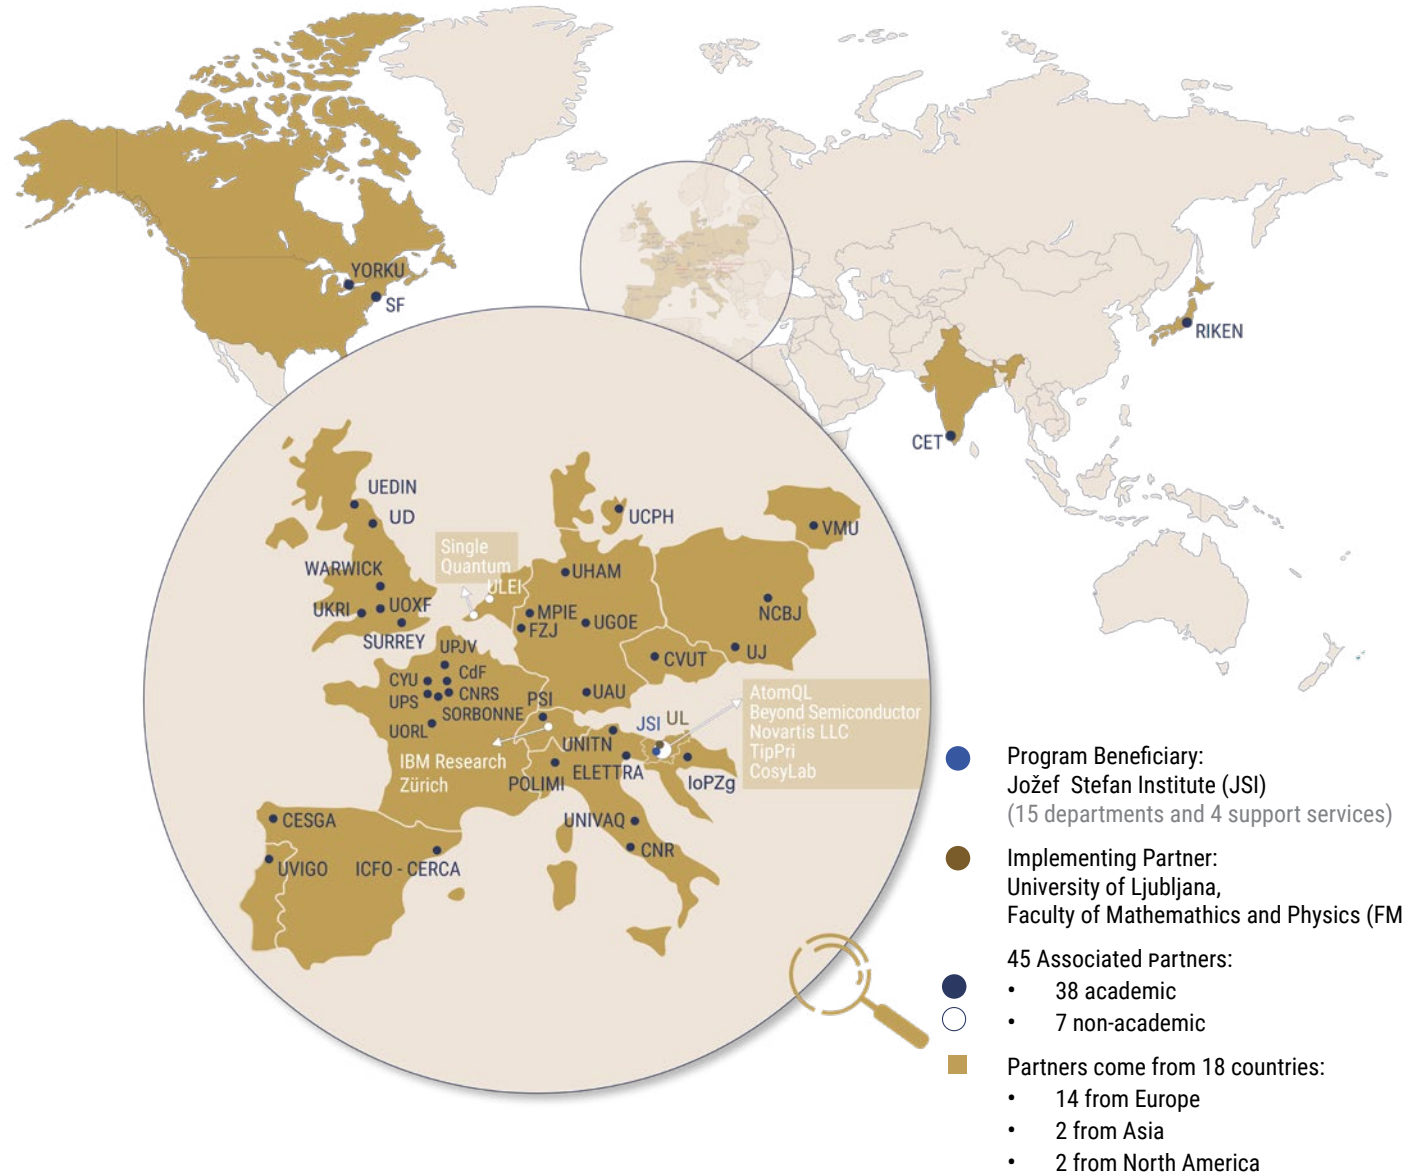 YORKU
SF
RIKEN
CET
UEDIN
UD
UCPH
VMU
Single
Quantum
ULEI
WARWICK
UHAM
UKRI
UOXF
MPIE
FZJ
UGOE
NCBJ
SURREY
UPJV
UJ
CVUT
CYU
CdF
UPS
CNRS
SORBONNE
PSI
UAU
UORL
JSI
UL
AtomQL
Beyond Semiconductor
Novartis LLC
TipPri
CosyLab
UNITN
IBM Research
Zürich
ELETTRA
POLIMI
IoPZg
CESGA
UNIVAQ
CNR
UVIGO
ICFO - CERCA
Program Beneficiary:
Jožef Stefan Institute (JSI)
(15 departments and 4 support services)
Implementing Partner:
University of Ljubljana,
Faculty of Mathemathics and Physics (FM
45 Associated Partners:
• 38 academic
• 7 non-academic
Partners come from 18 countries:
• 14 from Europe
• 2 from Asia
• 2 from North America